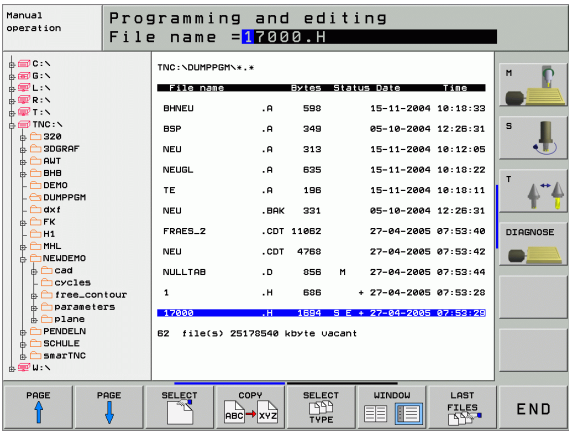 Manual
operation
Programming and editing
File name =17000.H
C:\
G:\
L:\
R:\
T:\
TNC:\
320
3DGRAF
AWT
BHB
DEMO
DUMPPGM
dxf
FK
H1
MHL
NEWDEMO
cad
cycles
free_contour
parameters
plane
PENDELN
SCHULE
smarTNC
W:\
TNC:\DUMPPGM\*.*
File name Bytes Status Date Time
BHNEU .A 598 15-11-2004 10:18:33
BSP .A 349 05-10-2004 12:26:31
NEU .A 313 15-11-2004 10:12:05
NEUGL .A 635 15-11-2004 10:18:22
TE .A 196 15-11-2004 10:18:11
NEU .BAK 331 05-10-2004 12:26:31
FRAES_2 .CDT 11062 27-04-2005 07:53:40
NEU .CDT 4768 27-04-2005 07:53:42
NULLTAB .D 856 M 27-04-2005 07:53:44
1 .H 686 + 27-04-2005 07:53:28
17000 .H 1694 S E + 27-04-2005 07:53:29
62 file(s) 25178540 kbyte vacant
M
S
T
DIAGNOSE
PAGE
PAGE
SELECT
COPY
ABC XYZ
SELECT
TYPE
WINDOW
LAST
FILES
END